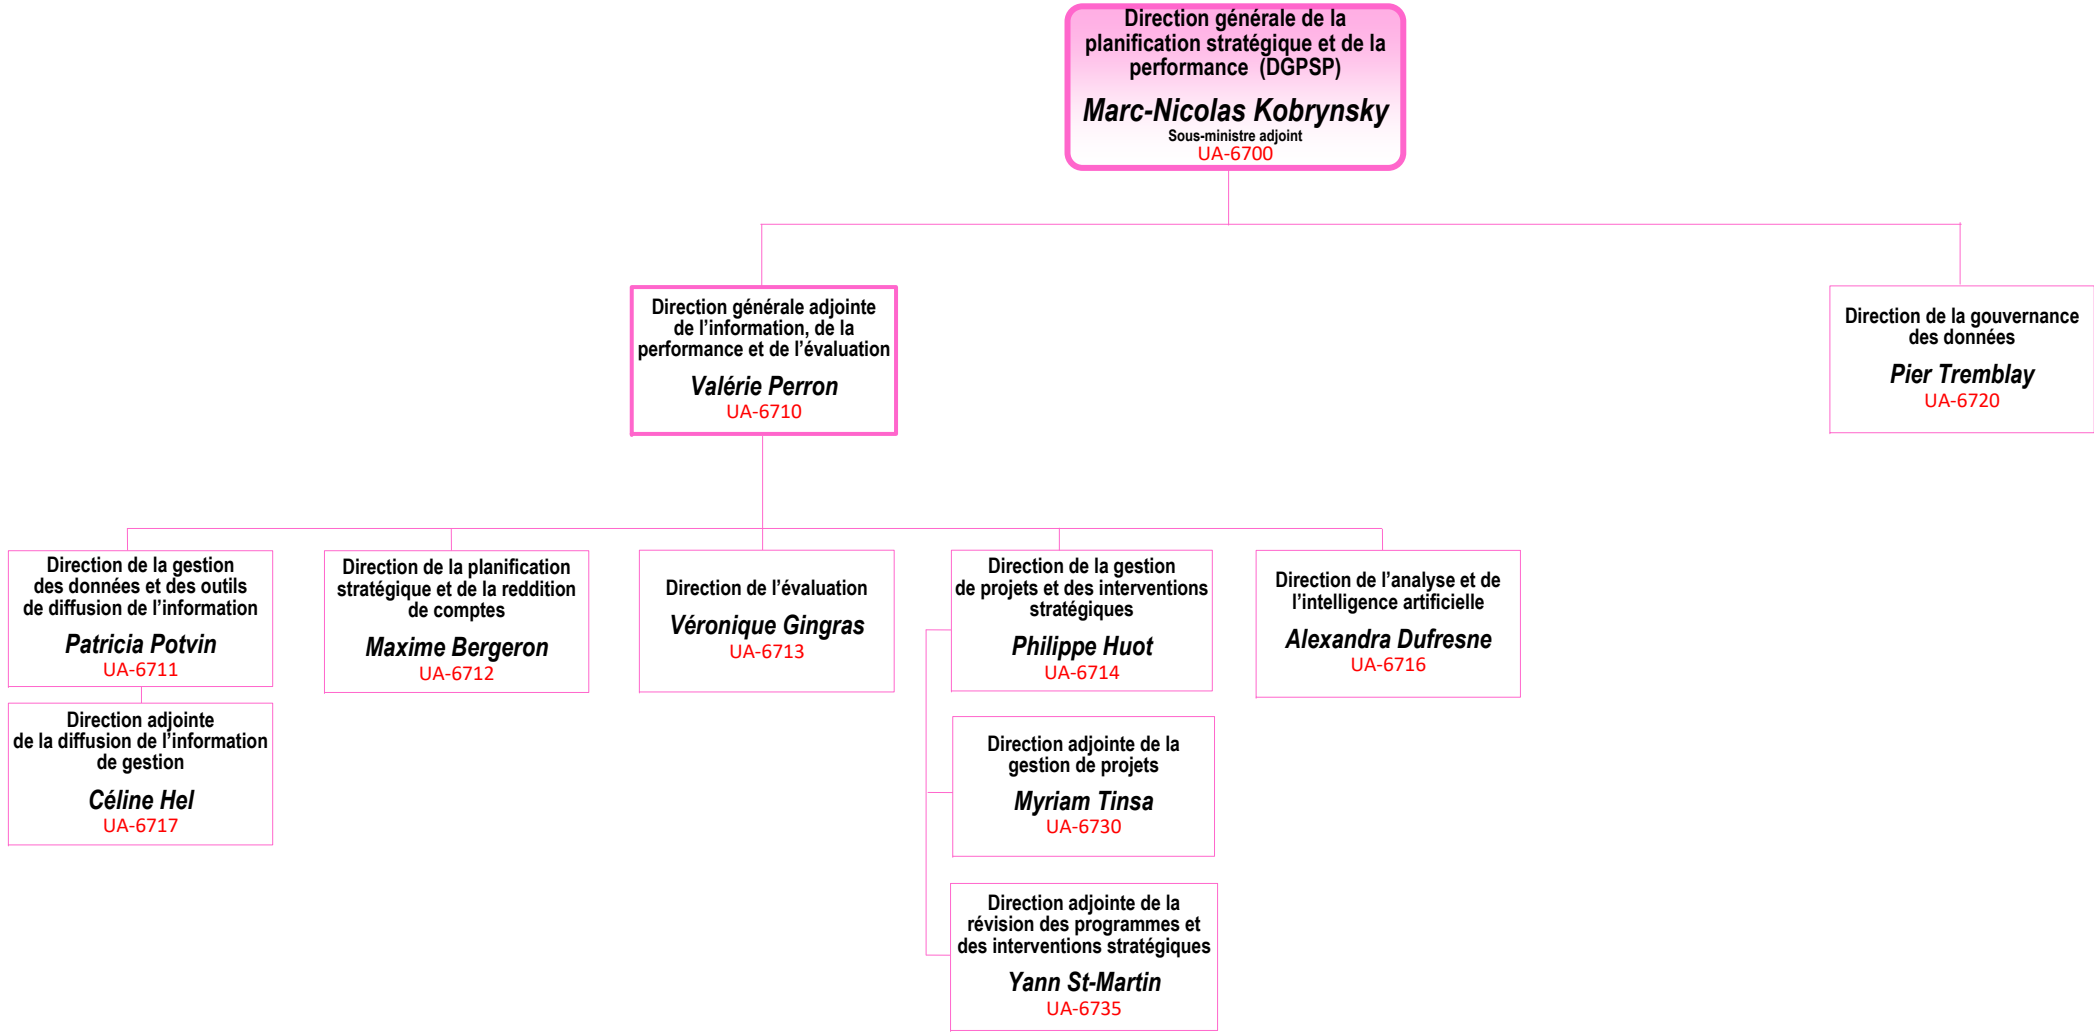 Direction générale de la
planification stratégique et de la
performance  (DGPSP)
Marc-Nicolas Kobrynsky
Sous-ministre adjoint
UA-6700
Direction générale adjointe
de l’information, de la
performance et de l’évaluation
Valérie Perron
UA-6710
Direction de la gouvernance
des données
Pier Tremblay
UA-6720
Direction de la gestion
des données et des outils
de diffusion de l’information
Patricia Potvin
UA-6711
Direction de la planification
stratégique et de la reddition
de comptes
Maxime Bergeron
UA-6712
Direction de l’évaluation
Véronique Gingras
UA-6713
Direction de la gestion
de projets et des interventions
stratégiques
Philippe Huot
UA-6714
Direction de l’analyse et de
l’intelligence artificielle
Alexandra Dufresne
UA-6716
Direction adjointe
de la diffusion de l’information
de gestion
Céline Hel
UA-6717
Direction adjointe de la
gestion de projets
Myriam Tinsa
UA-6730
Direction adjointe de la
révision des programmes et
des interventions stratégiques
Yann St-Martin
UA-6735